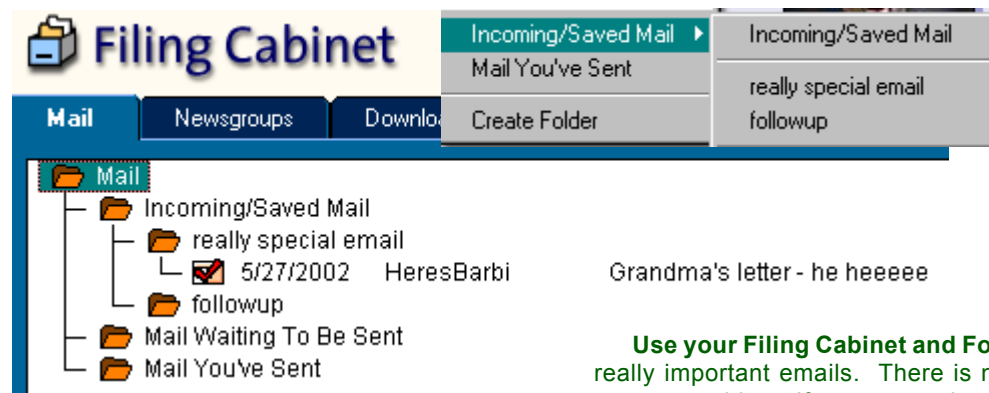 Filing Cabinet
Incoming/Saved Mail
Mail You've Sent
Create Folder
Incoming/Saved Mail
really special email
followup
Mail Newsgroups
Mail
Incoming/Saved Mail
really special email
5/27/2002 HeresBarbi Grandma's letter - he heeeee
followup
Mail Waiting To Be Sent
Mail You've Sent
Use your Filing Cabinet and
really important emails. There is